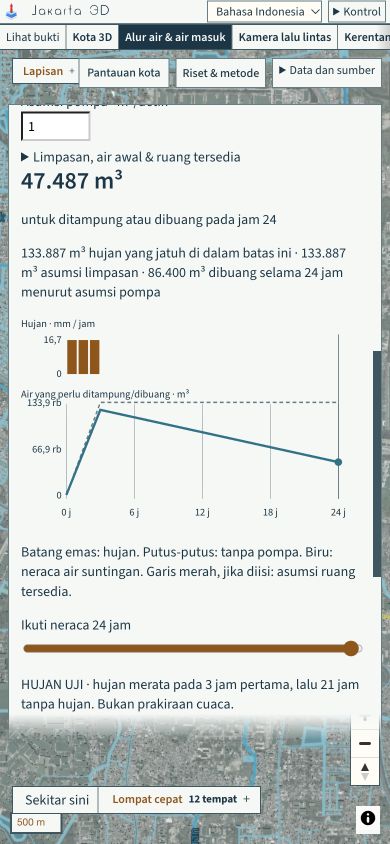 Jakarta 3D
Bahasa Indonesia
▶ Kontrol
Lihat bukti
Kota 3D
Alur air & air masuk
Kamera lalu lintas
Lapisan +
Pantauan kota
Riset & metode
▶ Data dan sumber
1
▶ Limpasan, air awal & ruang tersedia
47.487 m³
untuk ditampung atau dibuang pada jam 24
133.887 m³ hujan yang jatuh di dalam batas ini · 133.887
m³ asumsi limpasan · 86.400 m³ dibuang selama 24 jam
menurut asumsi pompa
Hujan · mm / jam
16,7
0
Air yang perlu ditampung/dibuang · m³
133,9 rb
66,9 rb
0
0 j
6 j
12 j
18 j
24 j
Batang emas: hujan. Putus-putus: tanpa pompa. Biru:
neraca air suntingan. Garis merah, jika diisi: asumsi ruang
tersedia.
Ikuti neraca 24 jam
HUJAN UJI · hujan merata pada 3 jam pertama, lalu 21 jam
tanpa hujan. Bukan prakiraan cuaca.
Sekitar sini
Lompat cepat 12 tempat +
500 m